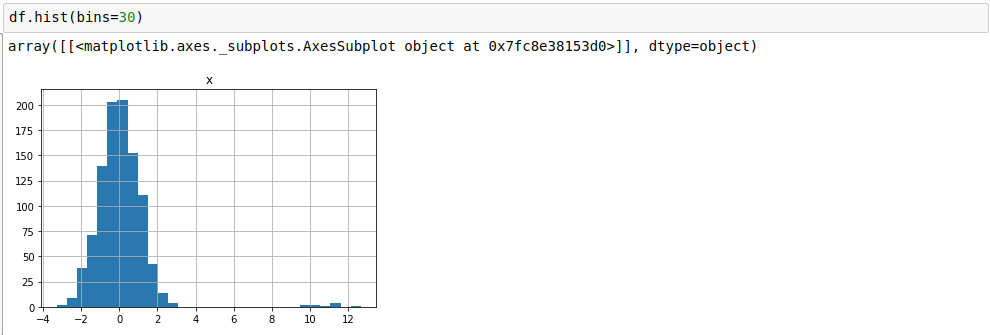 df.hist(bins=30)
array([[<matplotlib.axes._subplots.AxesSubplot object at 0x7fc8e38153d0>]], dtype=object)
x
200
175
150
125
100
75
50
25
0
−4 −2 0 2 4 6 8 10 12